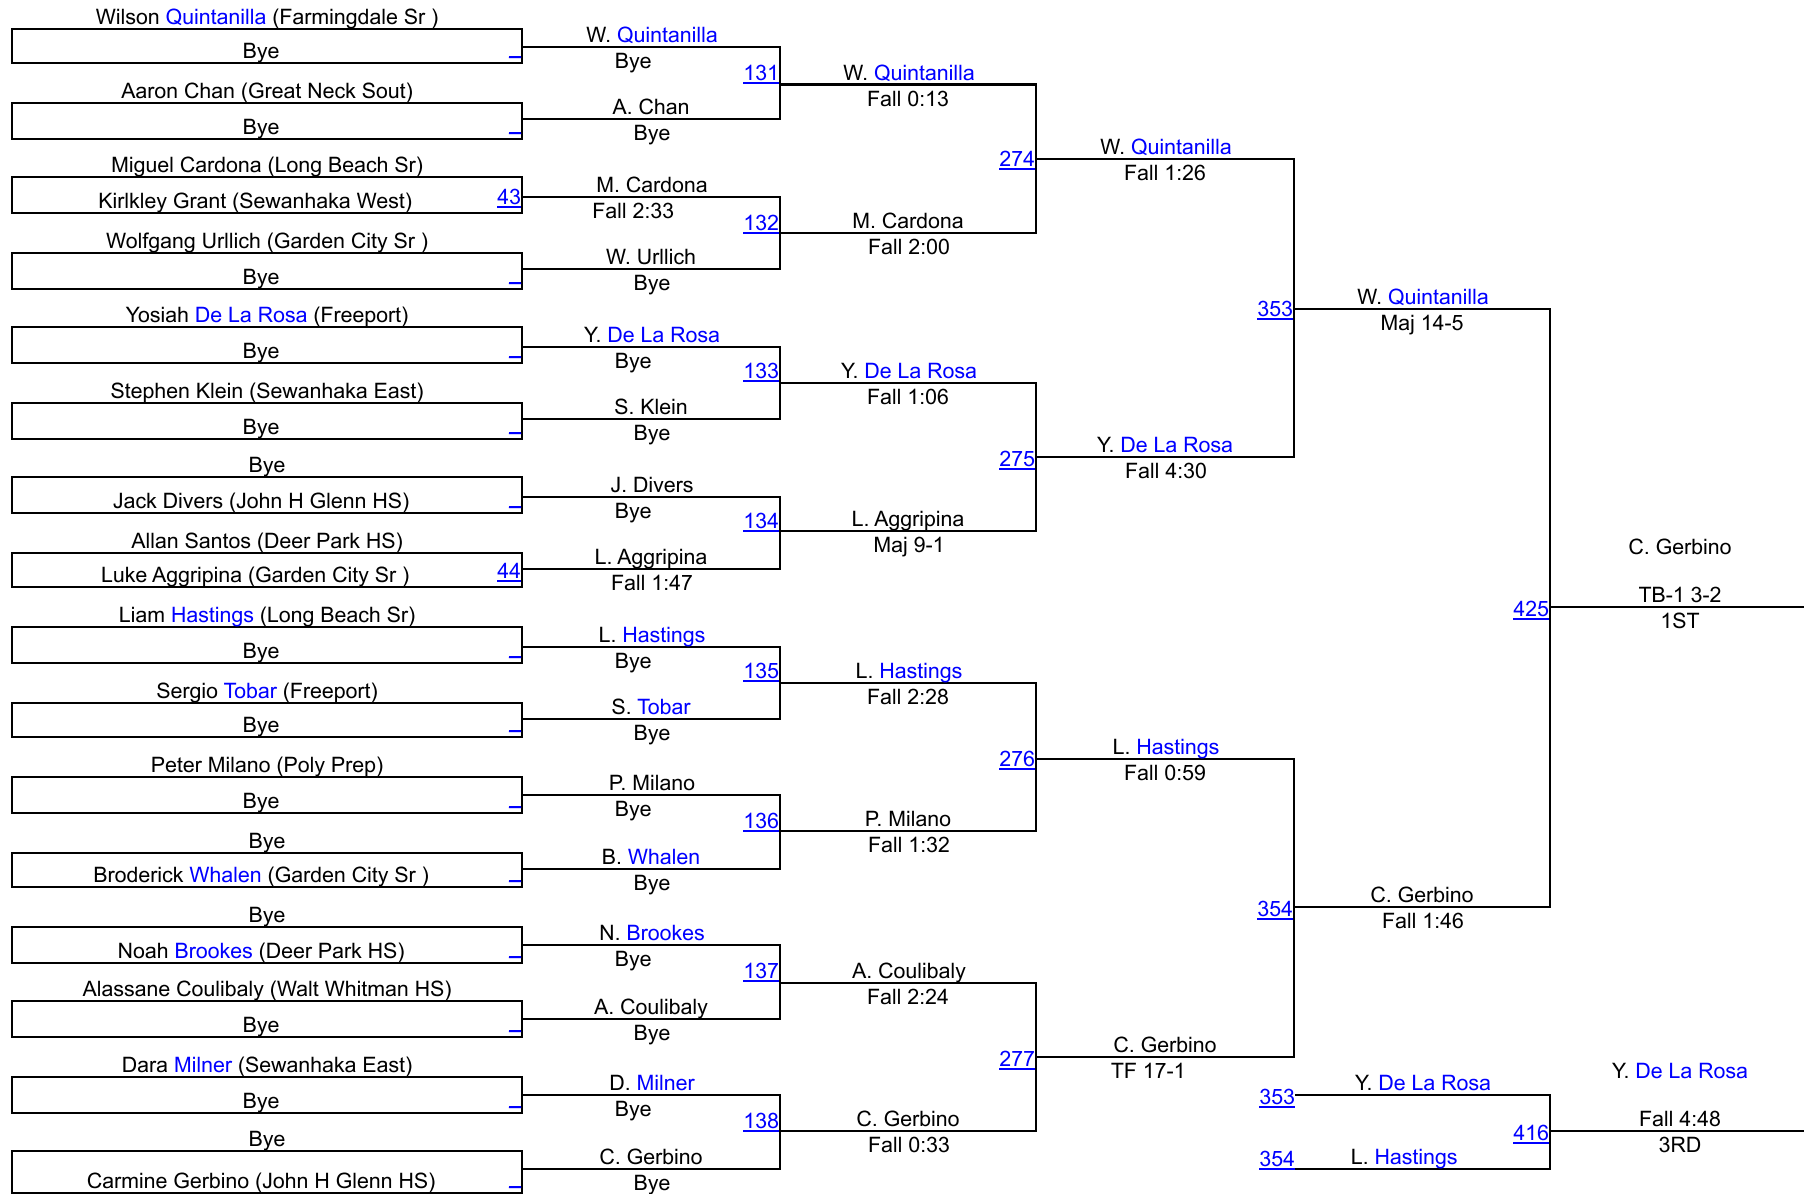 Wilson Quintanilla (Farmingdale Sr )
Bye
Aaron Chan (Great Neck Sout)
Bye
Miguel Cardona (Long Beach Sr)
Kirlkley Grant (Sewanhaka West) 43
Wolfgang Urllich (Garden City Sr )
Bye
Yosiah De La Rosa (Freeport)
Bye
Stephen Klein (Sewanhaka East)
Bye
Bye
Jack Divers (John H Glenn HS)
Allan Santos (Deer Park HS)
Luke Aggripina (Garden City Sr ) 44
Liam Hastings (Long Beach Sr)
Bye
Sergio Tobar (Freeport)
Bye
Peter Milano (Poly Prep)
Bye
Bye
Broderick Whalen (Garden City Sr )
Bye
Noah Brookes (Deer Park HS)
Alassane Coulibaly (Walt Whitman HS)
Bye
Dara Milner (Sewanhaka East)
Bye
Bye
Carmine Gerbino (John H Glenn HS)
W. Quintanilla
Bye
131
A. Chan
Bye
M. Cardona
Fall 2:33
132
W. Urllich
Bye
Y. De La Rosa
Bye
133
S. Klein
Bye
J. Divers
Bye
134
L. Aggripina
Fall 1:47
L. Hastings
Bye
135
S. Tobar
Bye
P. Milano
Bye
136
B. Whalen
Bye
N. Brookes
Bye
137
A. Coulibaly
Bye
D. Milner
Bye
138
C. Gerbino
Bye
W. Quintanilla
Fall 0:13
274
M. Cardona
Fall 2:00
Y. De La Rosa
Fall 1:06
275
L. Aggripina
Maj 9-1
L. Hastings
Fall 2:28
276
P. Milano
Fall 1:32
A. Coulibaly
Fall 2:24
277
C. Gerbino
Fall 0:33
W. Quintanilla
Fall 1:26
353
Y. De La Rosa
Fall 4:30
L. Hastings
Fall 0:59
354
C. Gerbino
TF 17-1
W. Quintanilla
Maj 14-5
425
C. Gerbino
Fall 1:46
C. Gerbino
TB-1 3-2
1ST
353 Y. De La Rosa
416
354 L. Hastings
Y. De La Rosa
Fall 4:48
3RD